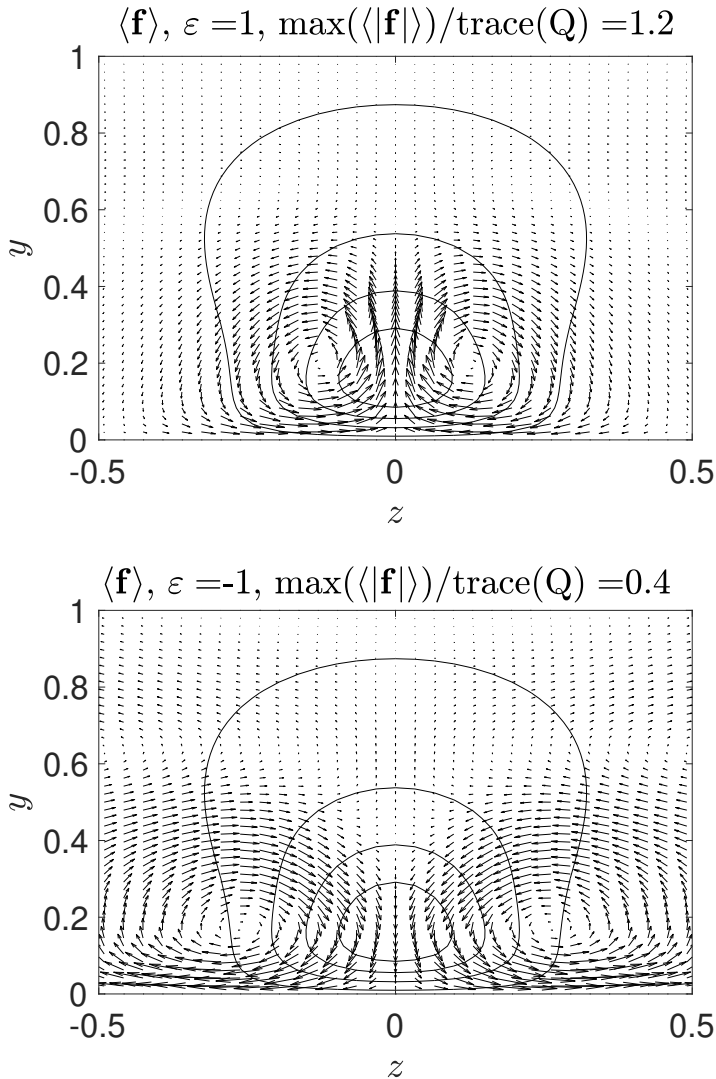 ⟨f⟩, ε =1, max(⟨|f|⟩)/trace(Q) =1.2
1
0.8
0.6
y
0.4
0.2
0
-0.5 0 0.5
z
⟨f⟩, ε =-1, max(⟨|f|⟩)/trace(Q) =0.4
1
0.8
0.6
y
0.4
0.2
0
-0.5 0 0.5
z